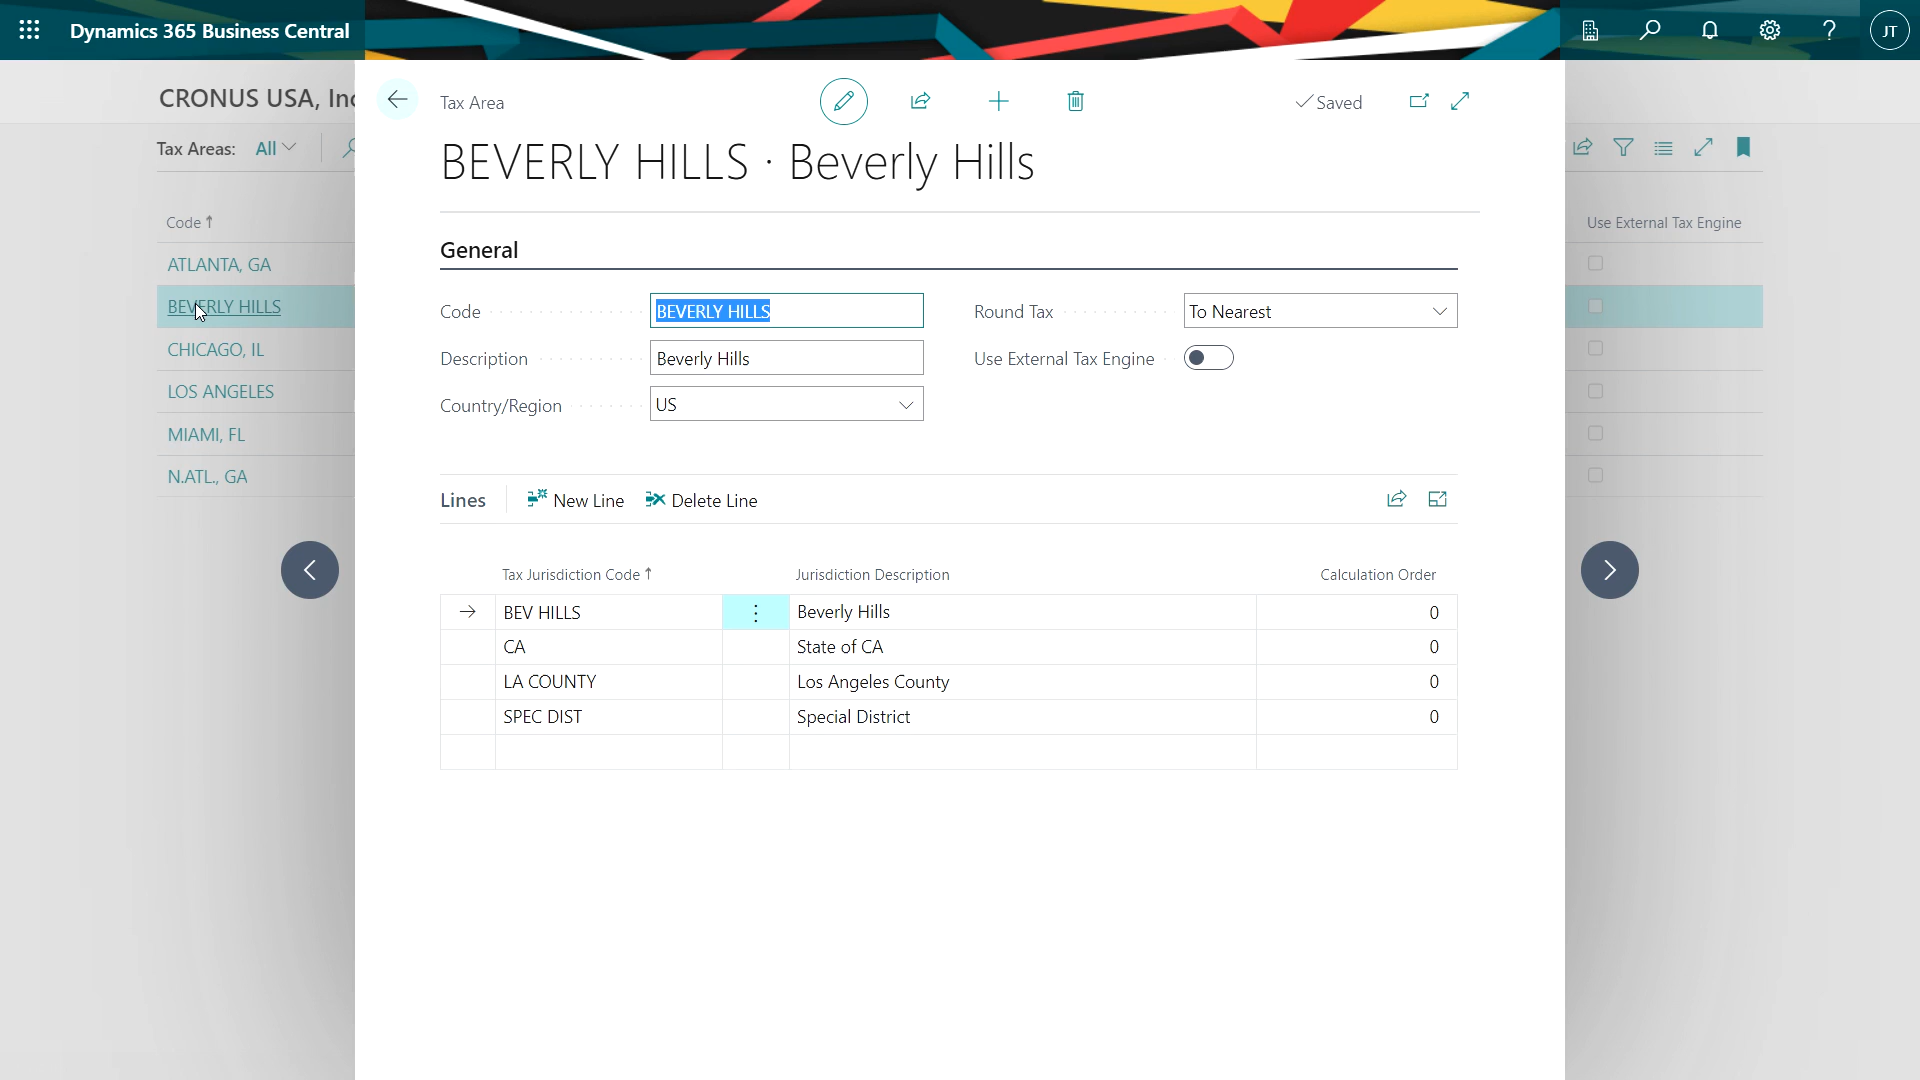 Dynamics 365 Business Central
JT
CRONUS USA, Inc
Tax Areas: All
Code ↑
ATLANTA, GA
BEVERLY HILLS
CHICAGO, IL
LOS ANGELES
MIAMI, FL
N.ATL., GA
Tax Area
✓Saved
BEVERLY HILLS · Beverly Hills
General
Code BEVERLY HILLS
Description Beverly Hills
Country/Region US
Round Tax To Nearest
Use External Tax Engine
Lines New Line Delete Line
Tax Jurisdiction Code ↑ Jurisdiction Description Calculation Order
→ BEV HILLS Beverly Hills 0
CA State of CA 0
LA COUNTY Los Angeles County 0
SPEC DIST Special District 0
Use External Tax Engine